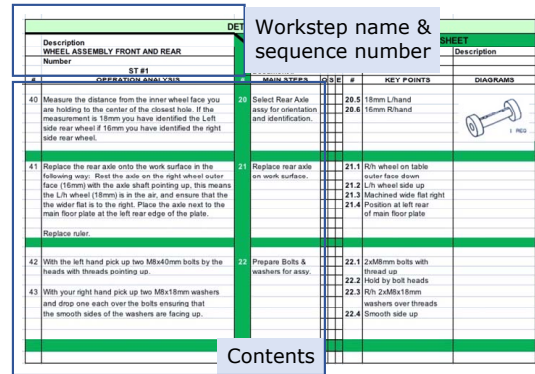 DET
Workstep name &
sequence number
SHEET
Description
WHEEL ASSEMBLY FRONT AND REAR
Description
Number
ST #1
# OPERATION ANALYSIS # MAIN STEPS Q S E # KEY POINTS DIAGRAMS
40 Measure the distance from the inner wheel face you
are holding to the center of the closest hole. If the
measurement is 18mm you have identified the Left
side rear wheel if 16mm you have identified the right
side rear wheel.
20 Select Rear Axle
assy for orientation
and identification.
20.5 18mm L/hand
20.6 16mm R/hand
1 REQ
41 Replace the rear axle onto the work surface in the
following way: Rest the axle on the right wheel outer
face (16mm) with the axle shaft pointing up, this means
the L/h wheel (18mm) is in the air, and ensure that the
the wider flat is to the right. Place the axle next to the
main floor plate at the left rear edge of the plate.
Replace ruler.
21 Replace rear axle
on work surface.
21.1 R/h wheel on table
outer face down
21.2 L/h wheel side up
21.3 Machined wide flat right
21.4 Position at left rear
of main floor plate
42 With the left hand pick up two M8x40mm bolts by the
heads with threads pointing up.
43 With your right hand pick up two M8x18mm washers
and drop one each over the bolts ensuring that
the smooth sides of the washers are facing up.
22 Prepare Bolts &
washers for assy.
22.1 2xM8mm bolts with
thread up
22.2 Hold by bolt heads
22.3 R/h 2xM8x18mm
washers over threads
22.4 Smooth side up
Contents